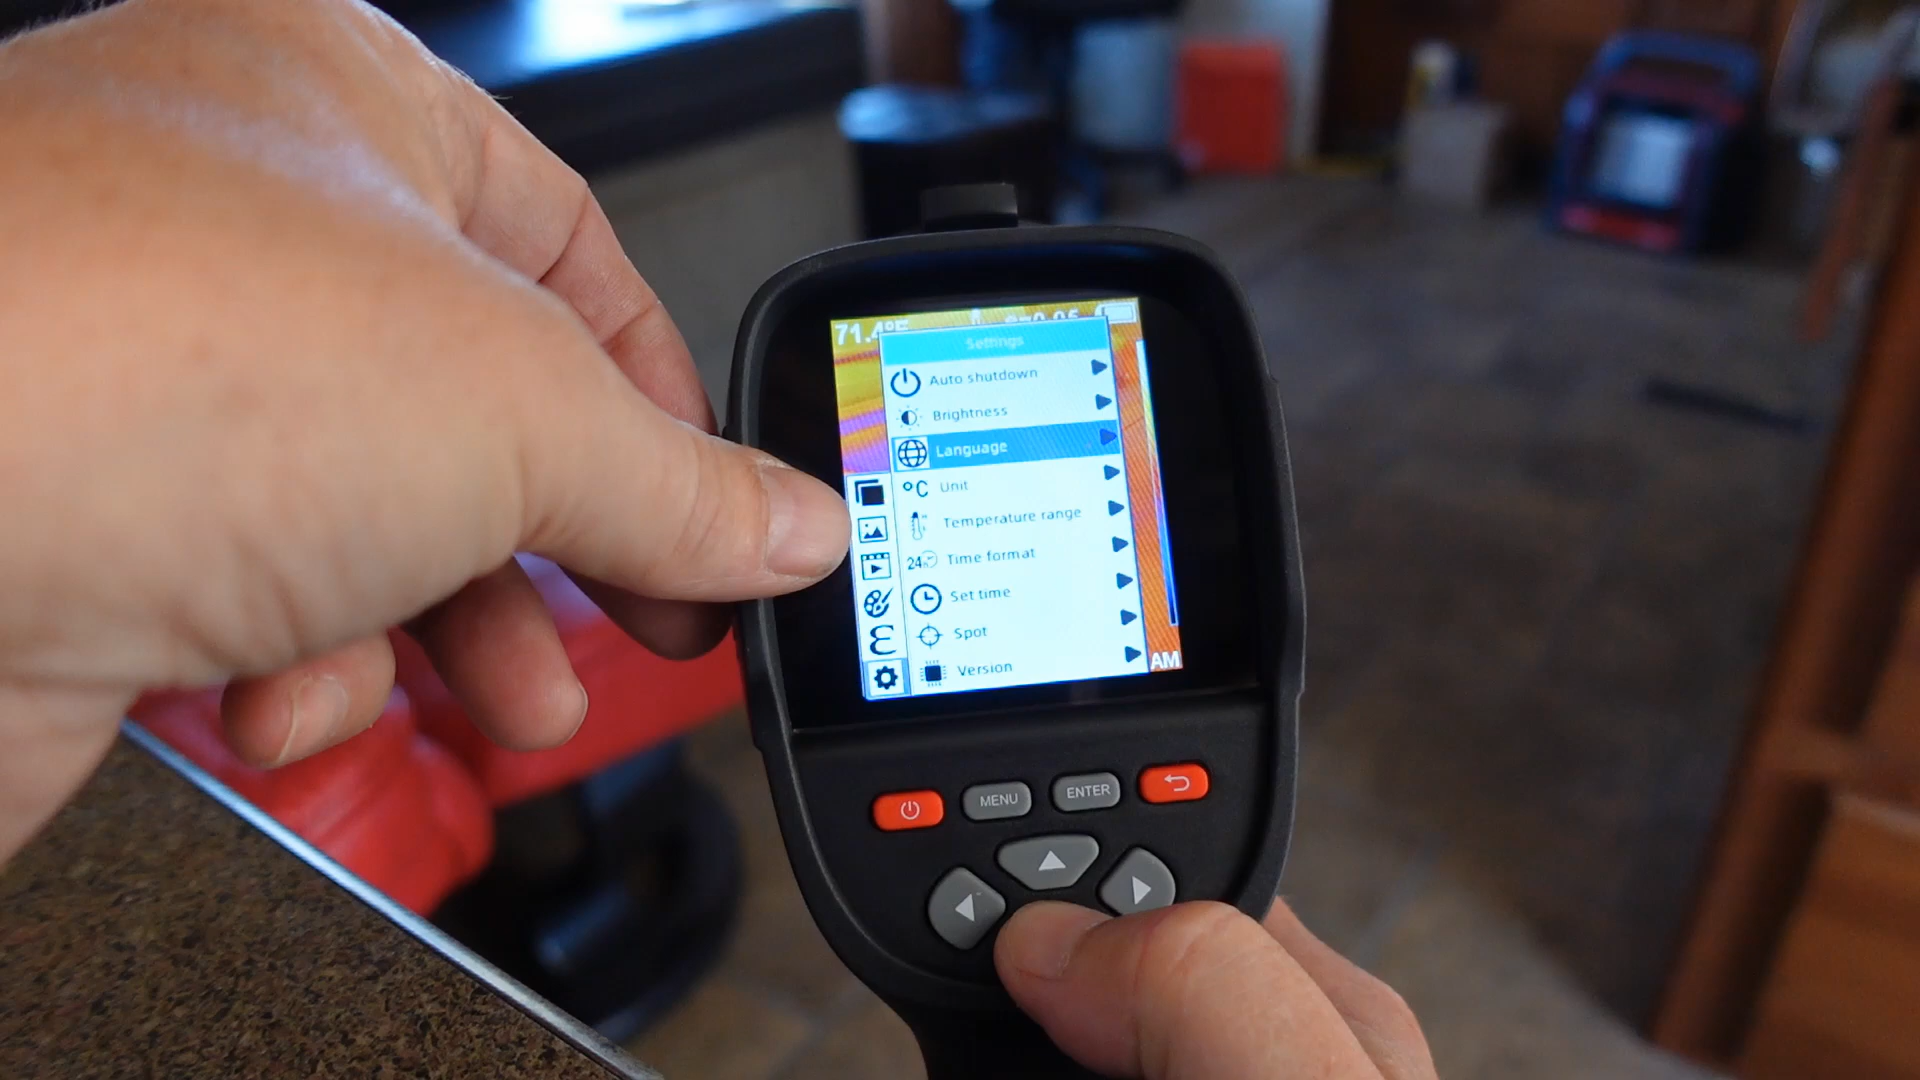 71.4°F
Settings
Auto shutdown
Brightness
Language
°C Unit
Temperature range
24h Time format
Set time
Spot
Version
AM
MENU
ENTER